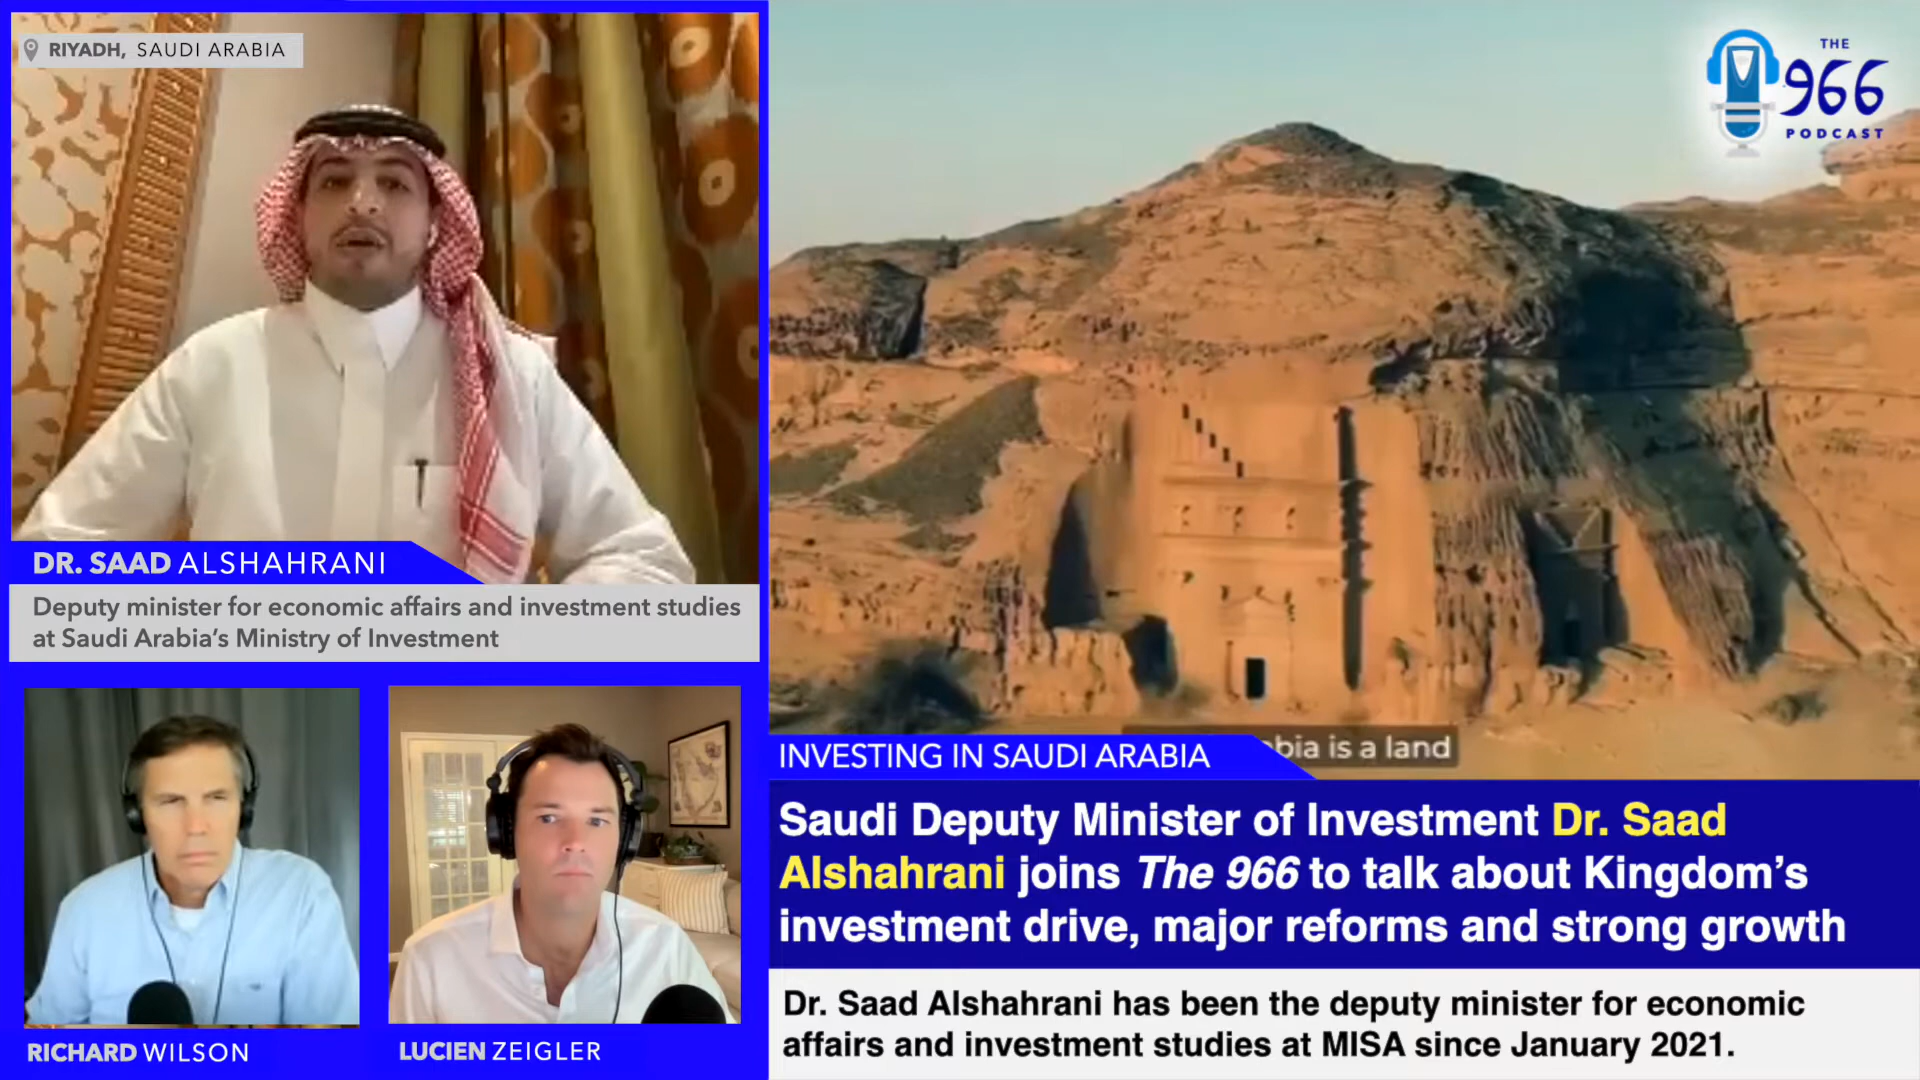 RIYADH, SAUDI ARABIA
DR. SAAD ALSHAHRANI
Deputy minister for economic affairs and investment studies
at Saudi Arabia's Ministry of Investment
RICHARD WILSON
LUCIEN ZEIGLER
THE
966
PODCAST
is a land
INVESTING IN SAUDI ARABIA
Saudi Deputy Minister of Investment Dr. Saad
Alshahrani joins The 966 to talk about Kingdom's
investment drive, major reforms and strong growth
Dr. Saad Alshahrani has been the deputy minister for economic
affairs and investment studies at MISA since January 2021.